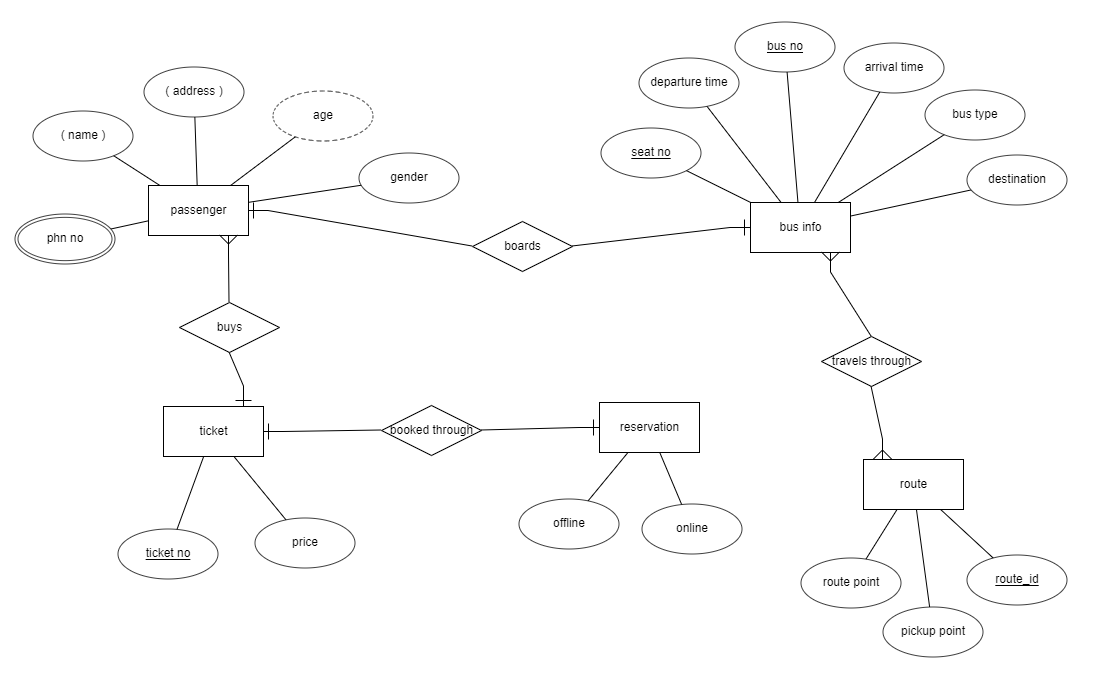 bus no
arrival time
departure time
( address )
age
bus type
( name )
seat no
gender
destination
passenger
bus info
phn no
boards
buys
travels through
ticket
booked through
reservation
route
offline
online
ticket no
price
route point
route_id
pickup point